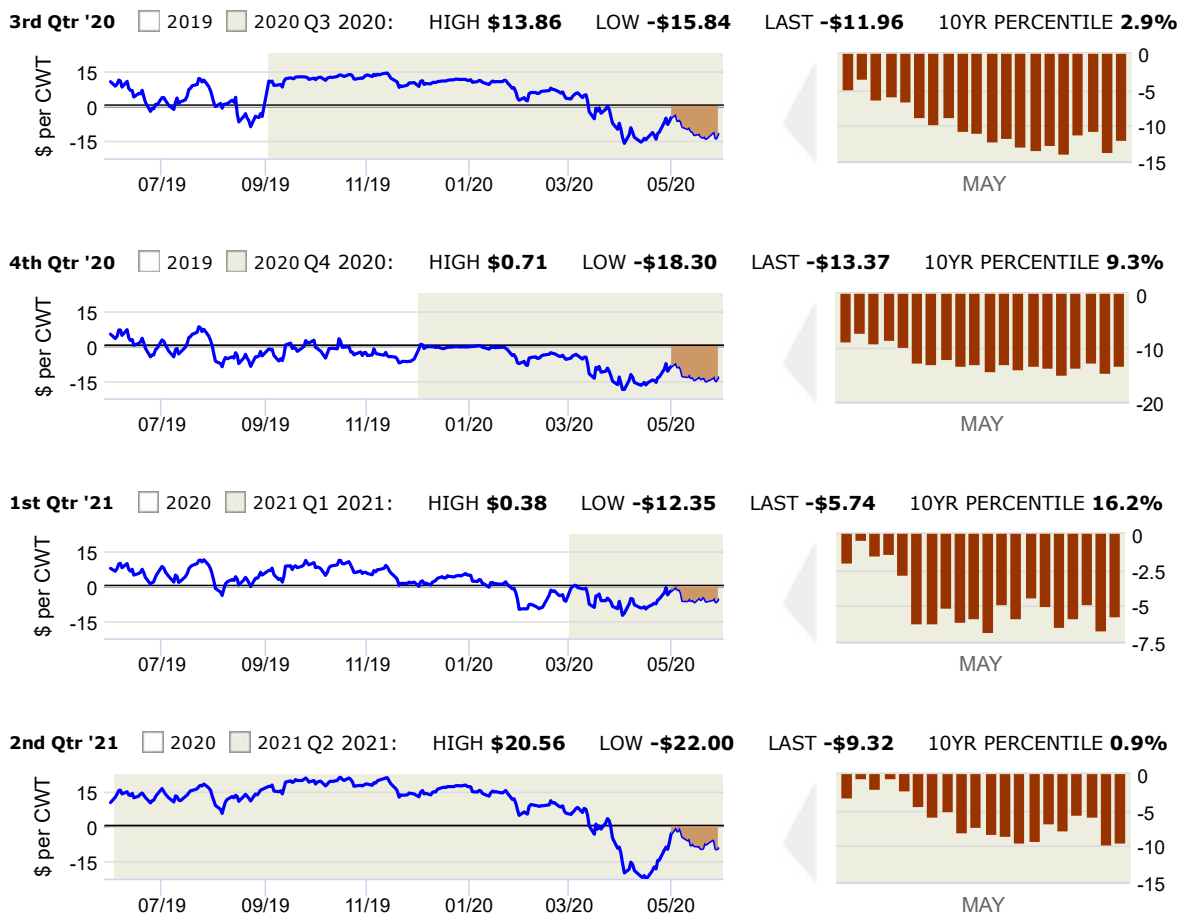 3rd Qtr '20 2019 2020 Q3 2020: HIGH $13.86 LOW -$15.84 LAST -$11.96 10YR PERCENTILE 2.9%
$ per CWT
15
0
-15
07/19 09/19 11/19 01/20 03/20 05/20
0
-5
-10
-15
MAY
4th Qtr '20 2019 2020 Q4 2020: HIGH $0.71 LOW -$18.30 LAST -$13.37 10YR PERCENTILE 9.3%
$ per CWT
15
0
-15
07/19 09/19 11/19 01/20 03/20 05/20
0
-10
-20
MAY
1st Qtr '21 2020 2021 Q1 2021: HIGH $0.38 LOW -$12.35 LAST -$5.74 10YR PERCENTILE 16.2%
$ per CWT
15
0
-15
07/19 09/19 11/19 01/20 03/20 05/20
0
-2.5
-5
-7.5
MAY
2nd Qtr '21 2020 2021 Q2 2021: HIGH $20.56 LOW -$22.00 LAST -$9.32 10YR PERCENTILE 0.9%
$ per CWT
15
0
-15
07/19 09/19 11/19 01/20 03/20 05/20
0
-5
-10
-15
MAY